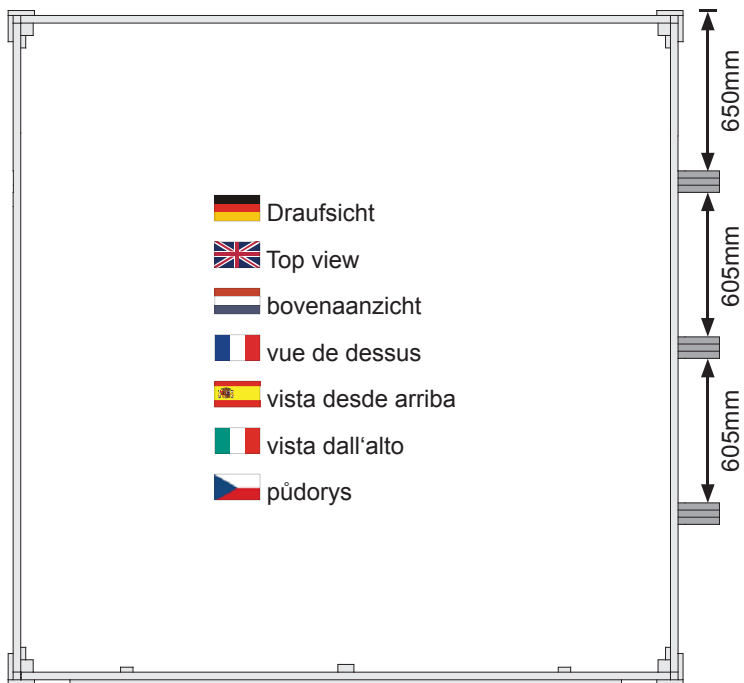 650mm
Draufsicht
Top view
605mm
bovenaanzicht
vue de dessus
vista desde arriba
605mm
vista dall‘alto
půdorys